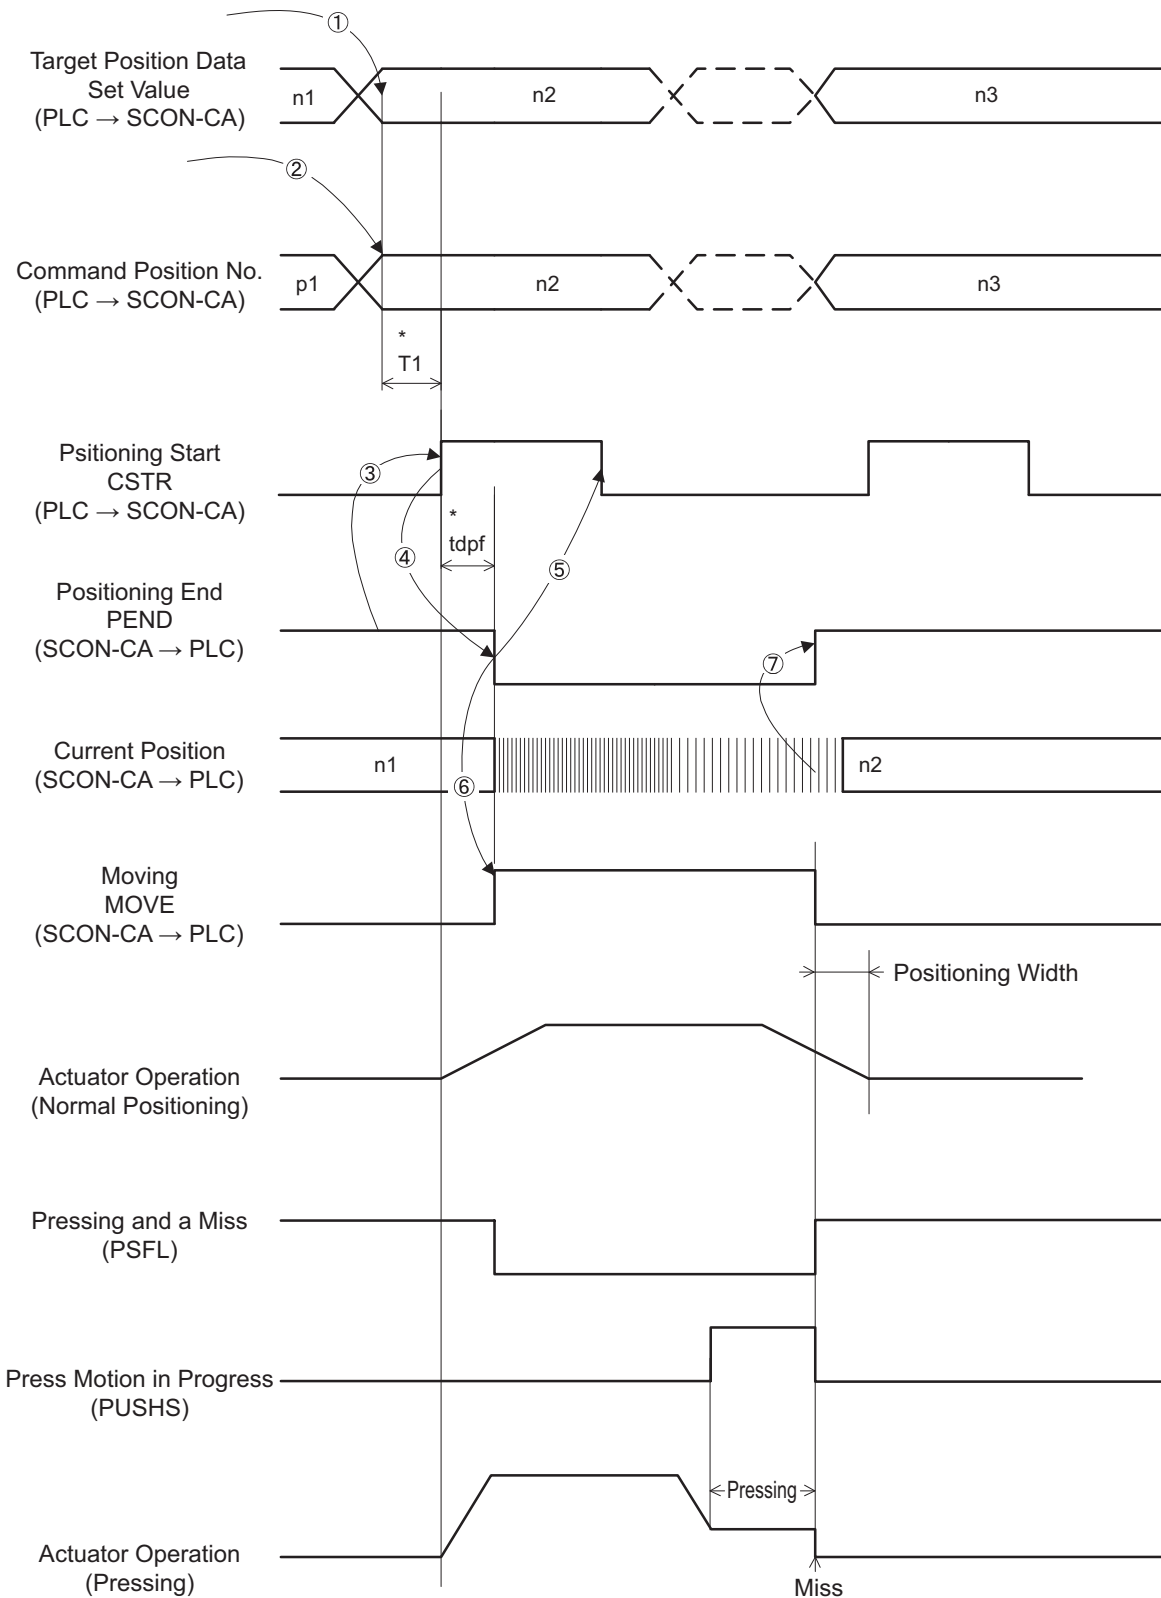 ①
Target Position Data
Set Value
(PLC → SCON-CA)
n1
n2
n3
②
Command Position No.
(PLC → SCON-CA)
p1
n2
n3
*
T1
Psitioning Start
CSTR
(PLC → SCON-CA)
③
*
tdpf
④
⑤
Positioning End
PEND
(SCON-CA → PLC)
⑦
Current Position
(SCON-CA → PLC)
n1
n2
⑥
Moving
MOVE
(SCON-CA → PLC)
Positioning Width
Actuator Operation
(Normal Positioning)
Pressing and a Miss
(PSFL)
Press Motion in Progress
(PUSHS)
Pressing
Actuator Operation
(Pressing)
Miss